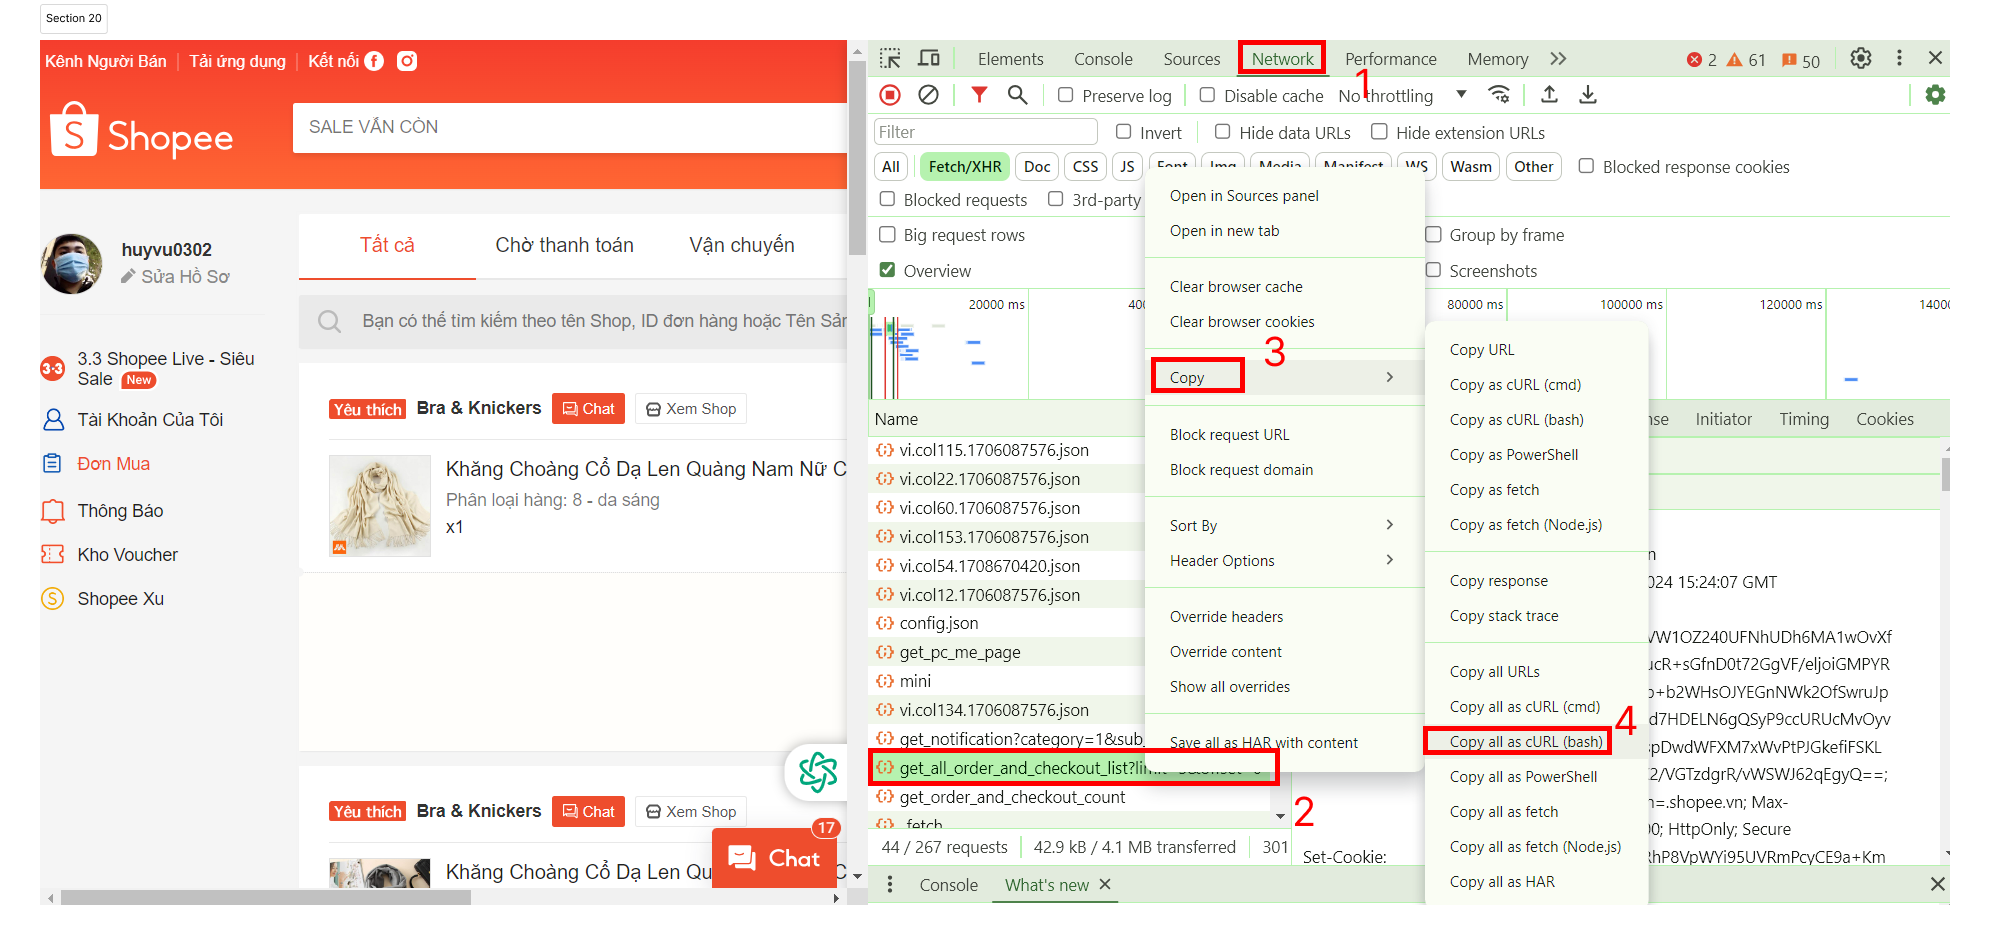 Section 20
Kênh Người Bán
Tải ứng dụng
Kết nối
Shopee
SALE VẪN CÒN
huyvu0302
Sửa Hồ Sơ
3.3
3.3 Shopee Live - Siêu
Sale New
Tài Khoản Của Tôi
Đơn Mua
Thông Báo
Kho Voucher
Shopee Xu
Tất cả
Chờ thanh toán
Vận chuyến
Bạn có thể tìm kiếm theo tên Shop, ID đơn hàng hoặc Tên Sản
Yêu thích Bra & Knickers Chat Xem Shop
Khăng Choàng Cổ Dạ Len Quàng Nam Nữ C
Phân loại hàng: 8 - da sáng
x1
Yêu thích Bra & Knickers Chat Xem Shop
17
Chat
Khăng Choàng Cổ Dạ Len Qu
Elements Console Sources Network Performance Memory
2 61 50
1
Preserve log Disable cache No throttling
Filter
Invert Hide data URLs Hide extension URLs
All Fetch/XHR Doc CSS JS Font Img Media Manifest WS Wasm Other Blocked response cookies
Blocked requests 3rd-party
Big request rows Group by frame
Overview Screenshots
20000 ms 80000 ms 100000 ms 120000 ms
Name
Initiator Timing Cookies
vi.col115.1706087576.json
vi.col22.1706087576.json
vi.col60.1706087576.json
vi.col153.1706087576.json
vi.col54.1708670420.json
vi.col12.1706087576.json
config.json
get_pc_me_page
mini
vi.col134.1706087576.json
get_notification?category=1&sub_
get_all_order_and_checkout_list?limit
get_order_and_checkout_count
_fetch
2
44 / 267 requests 42.9 kB / 4.1 MB transferred 301
Open in Sources panel
Open in new tab
Clear browser cache
Clear browser cookies
3
Copy
Block request URL
Block request domain
Sort By
Header Options
Override headers
Override content
Show all overrides
Save all as HAR with content
Copy URL
Copy as cURL (cmd)
Copy as cURL (bash)
Copy as PowerShell
Copy as fetch
Copy as fetch (Node.js)
Copy response
Copy stack trace
Copy all URLs
Copy all as cURL (cmd)
4
Copy all as cURL (bash)
Copy all as PowerShell
Copy all as fetch
Copy all as fetch (Node.js)
Copy all as HAR
024 15:24:07 GMT
VW1OZ240UFNhUDh6MA1wOvXf
ucR+sGfnD0t72GgVF/eljoiGMPYR
+b2WHsOJYEGnNWk2OfSwruJp
d7HDELN6gQSyP9ccURUcMvOyv
pDwdWFXM7xWvPtPJGkefiFSKL
2/VGTzdgrR/vWSWJ62qEgyQ==;
n=.shopee.vn; Max-
00; HttpOnly; Secure
Set-Cookie:
RhP8VpWYi95UVRmPcyCE9a+Km
Console What's new